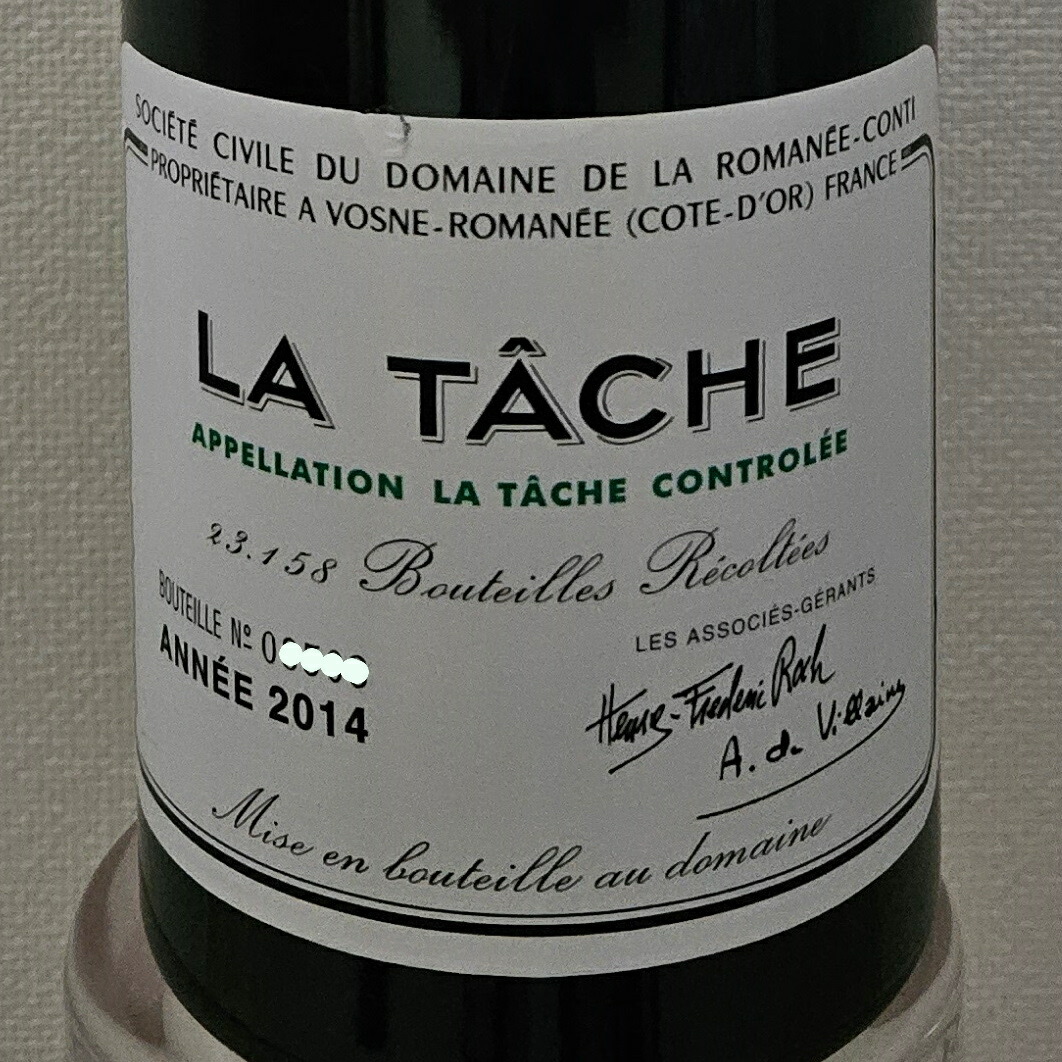 SOCIÉTÉ CIVILE DU DOMAINE DE LA ROMANÉE-CONTI
PROPRIÉTAIRE A VOSNE-ROMANÉE (COTE-D'OR) FRANCE
LA TÂCHE
APPELLATION LA TÂCHE CONTROLÉE
23.158 Bouteilles Récoltées
BOUTEILLE Nº
ANNÉE 2014
LES ASSOCIÉS-GÉRANTS
Henry-Frédéric Roch
A. de Villaine
Mise en bouteille au domaine